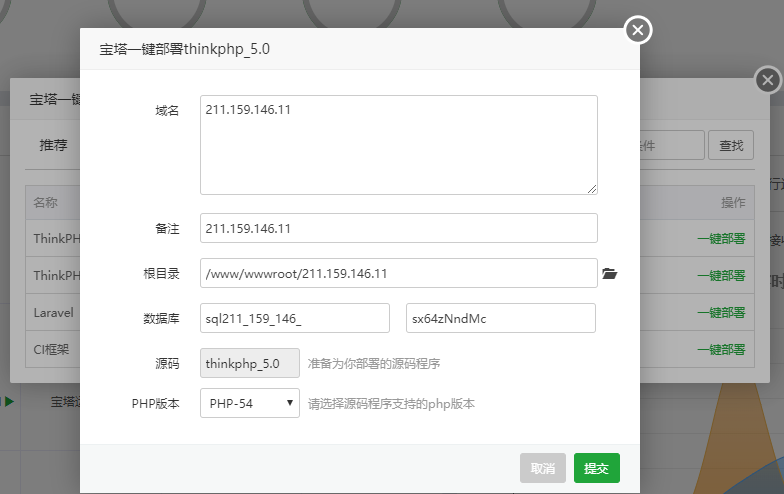 宝塔一键部署thinkphp_5.0
域名
211.159.146.11
备注
211.159.146.11
根目录
/www/wwwroot/211.159.146.11
数据库
sql211_159_146_
sx64zNndMc
源码
thinkphp_5.0
准备为你部署的源码程序
PHP版本
PHP-54
请选择源码程序支持的php版本
取消
提交
宝塔一键
推荐
件
查找
名称
操作
ThinkPH
一键部署
ThinkPH
一键部署
Laravel
一键部署
CI框架
一键部署
宝塔